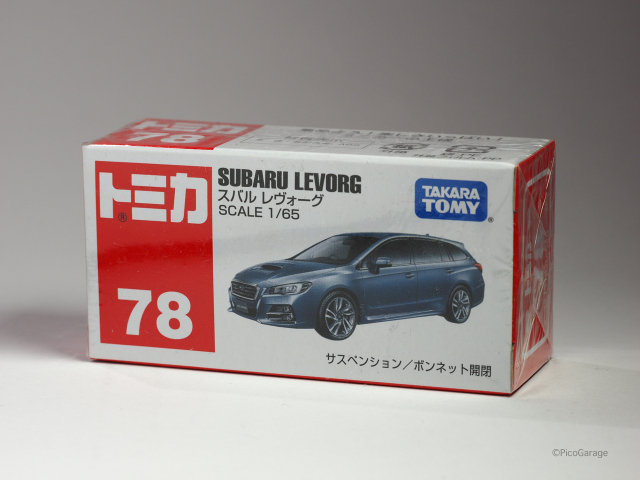 78
トミカ®
78
SUBARU LEVORG
スバル レヴォーグ
SCALE 1/65
TAKARA
TOMY®
サスペンション/ボンネット開閉
©PicoGarage